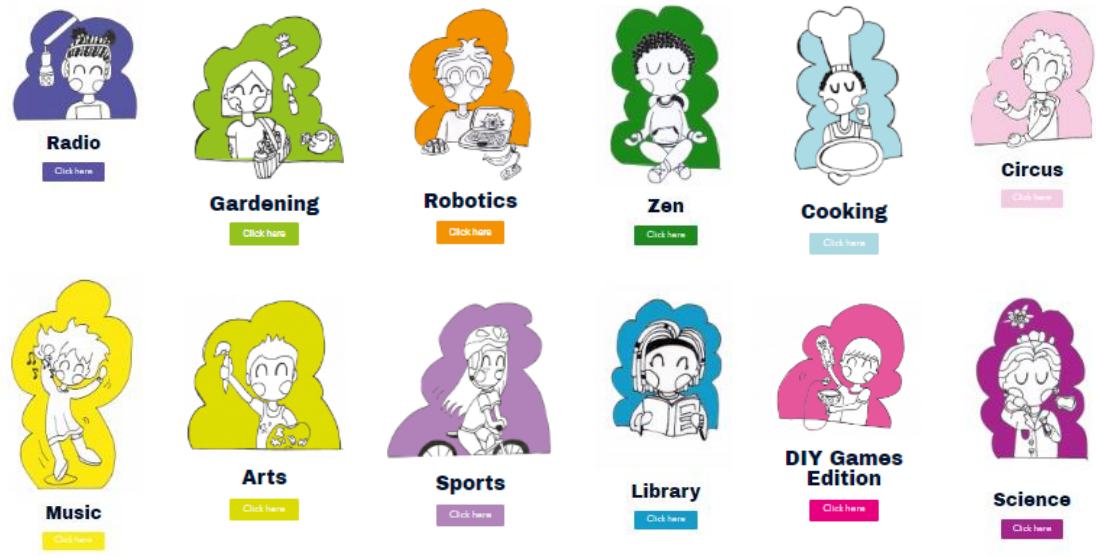 Radio
Click here
Gardening
Click here
Robotics
Click here
Zen
Click here
Cooking
Click here
Circus
Click here
Music
Click here
Arts
Click here
Sports
Click here
Library
Click here
DIY Games
Edition
Click here
Science
Click here